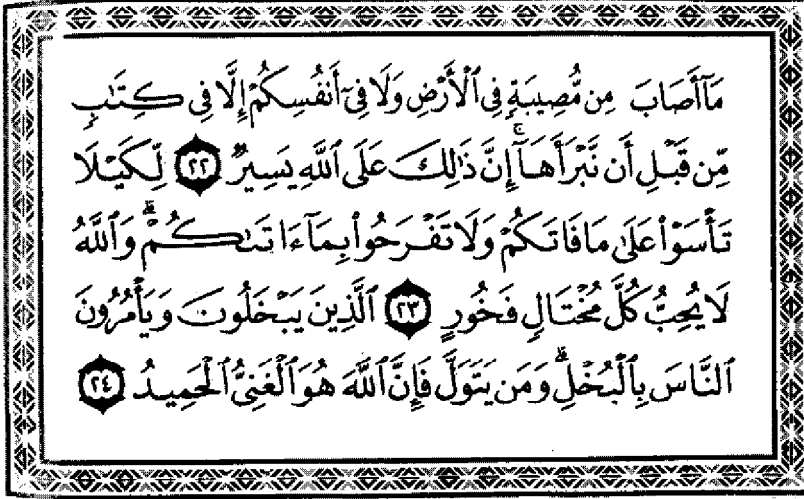 مَآ أَصَابَ مِن مُّصِيبَةٍ فِي ٱلْأَرْضِ وَلَا فِيٓ أَنفُسِكُمْ إِلَّا فِي كِتَٰبٍ
مِّن قَبْلِ أَن نَّبْرَأَهَآ ۚ إِنَّ ذَٰلِكَ عَلَى ٱللَّهِ يَسِيرٌ ٢٢ لِّكَيْلَا
تَأْسَوْا۟ عَلَىٰ مَا فَاتَكُمْ وَلَا تَفْرَحُوا۟ بِمَآ ءَاتَىٰكُمْ ۗ وَٱللَّهُ
لَا يُحِبُّ كُلَّ مُخْتَالٍ فَخُورٍ ٢٣ ٱلَّذِينَ يَبْخَلُونَ وَيَأْمُرُونَ
ٱلنَّاسَ بِٱلْبُخْلِ ۗ وَمَن يَتَوَلَّ فَإِنَّ ٱللَّهَ هُوَ ٱلْغَنِيُّ ٱلْحَمِيدُ ٢٤